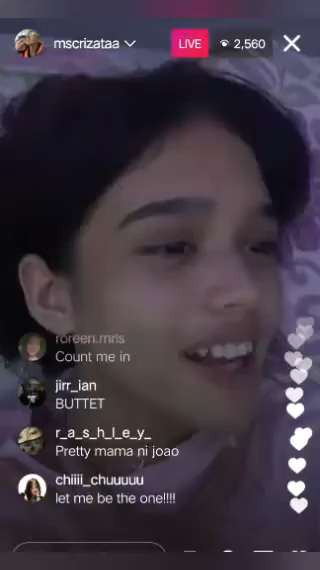 mscrizataa
LIVE 2,560
roreen.mrls
Count me in
jirr_ian
BUTTET
r_a_s_h_l_e_y_
Pretty mama ni joao
chiiii_chuuuuu
let me be the one!!!!